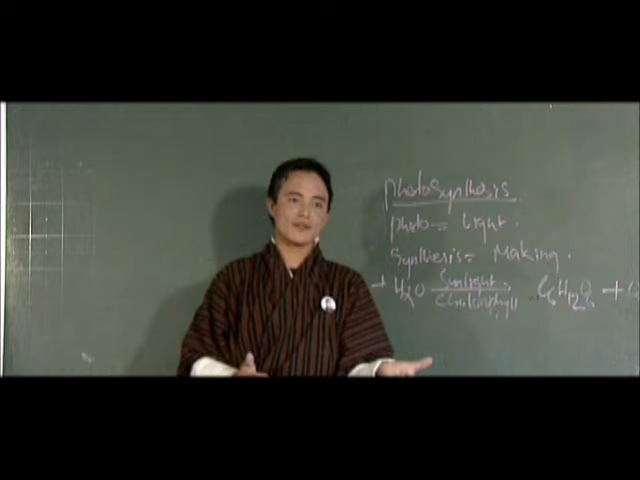 Photosynthesis
Photo = Light.
Synthesis = Making.
+ H2O Sunlight C6H12O6 +
Chlorophyll